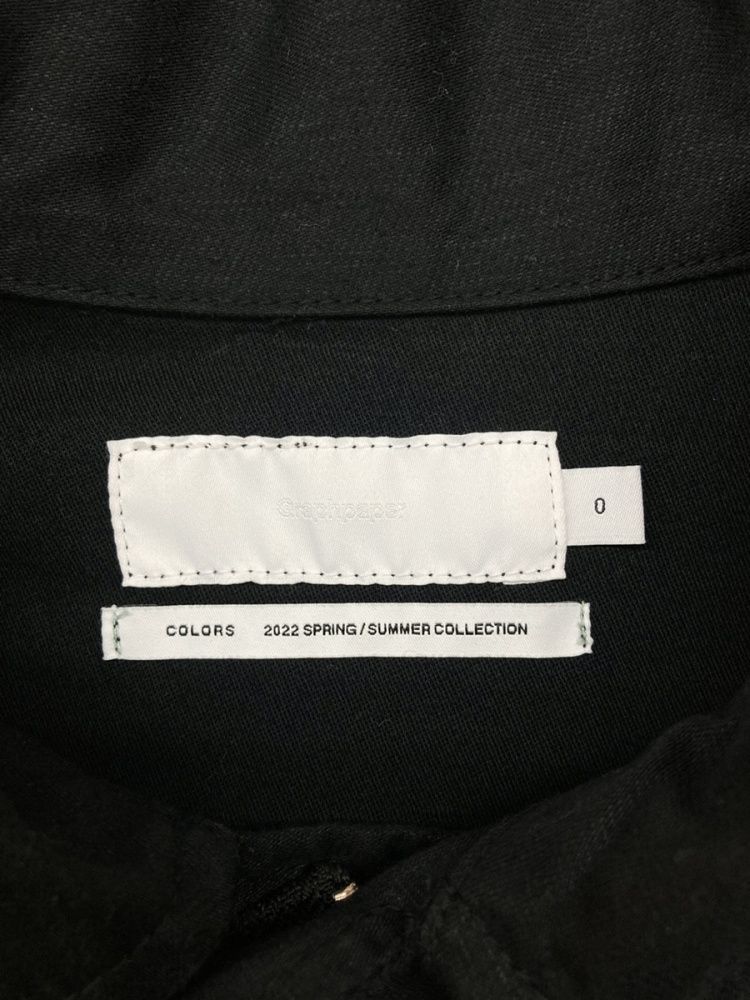 Graphpaper
0
COLORS 2022 SPRING/SUMMER COLLECTION